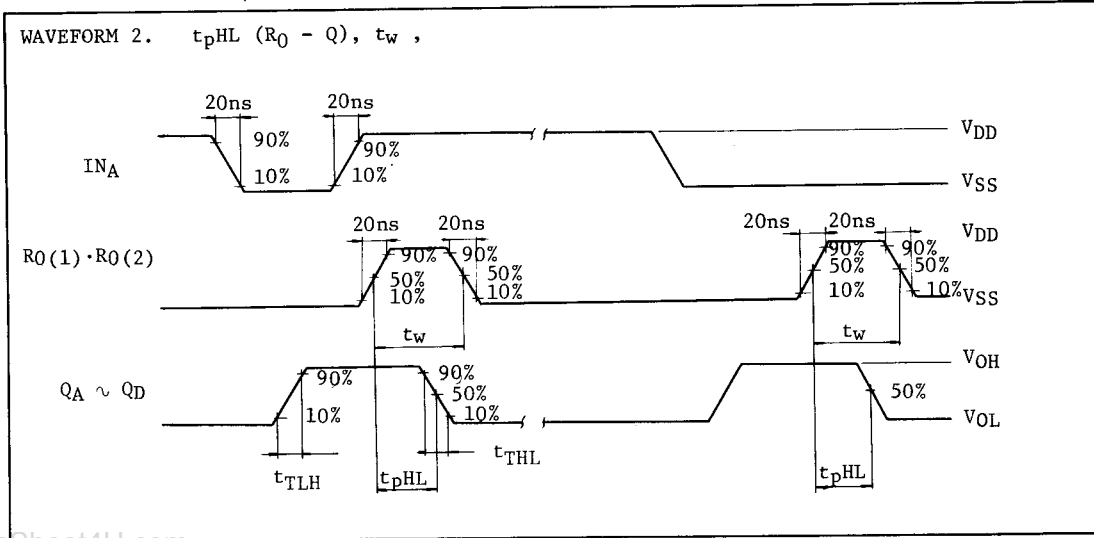 WAVEFORM 2. tpHL (R0 - Q), tw ,
20ns 20ns
90% 90% VDD
INA
10% 10% VSS
20ns 20ns 20ns 20ns VDD
R0(1)·R0(2)
90% 90% 90% 90%
50% 50% 50% 50%
10% 10% 10% 10% VSS
tw tw
VOH
QA ~ QD
90% 90%
50% 50%
10% 10% VOL
tTHL
tTLH tpHL tpHL